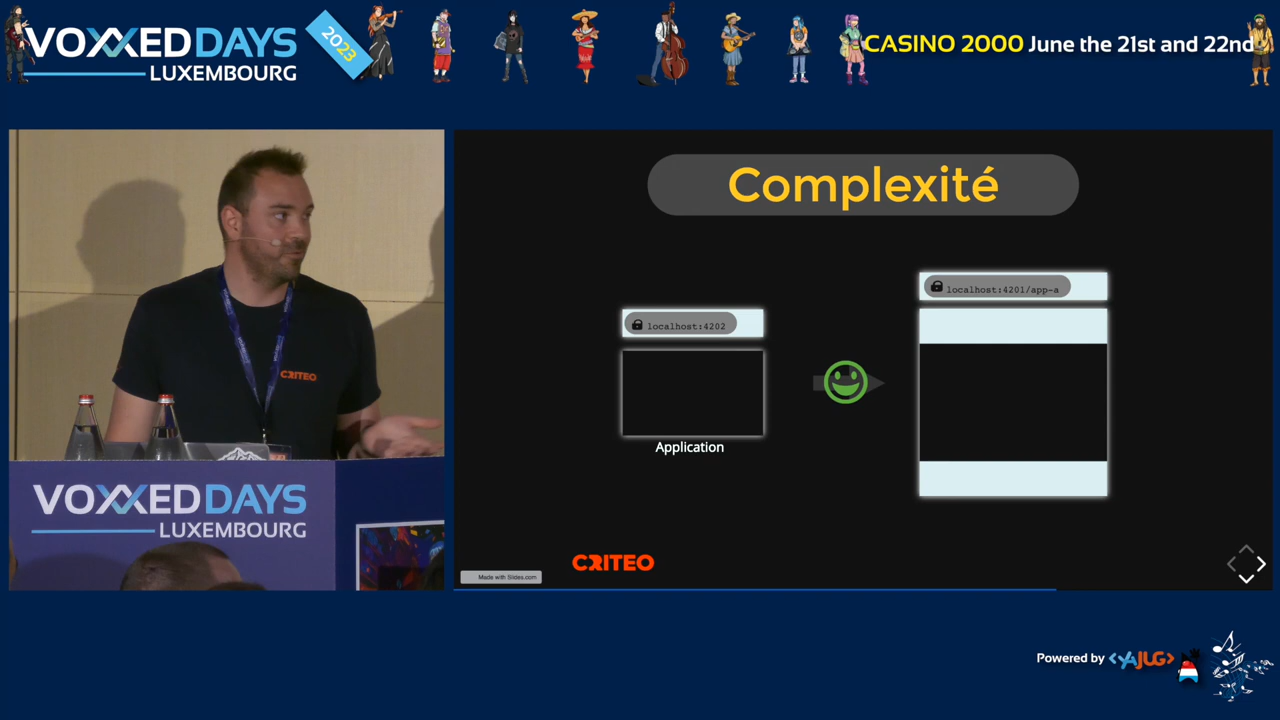 VOXXEDDAYS
LUXEMBOURG
2023
CASINO 2000 June the 21st and 22nd
Complexité
localhost:4202
Application
localhost:4201/app-a
CRITEO
VOXXEDDAYS
LUXEMBOURG
CRITEO
Made with Slides.com
Powered by <YAJUG>